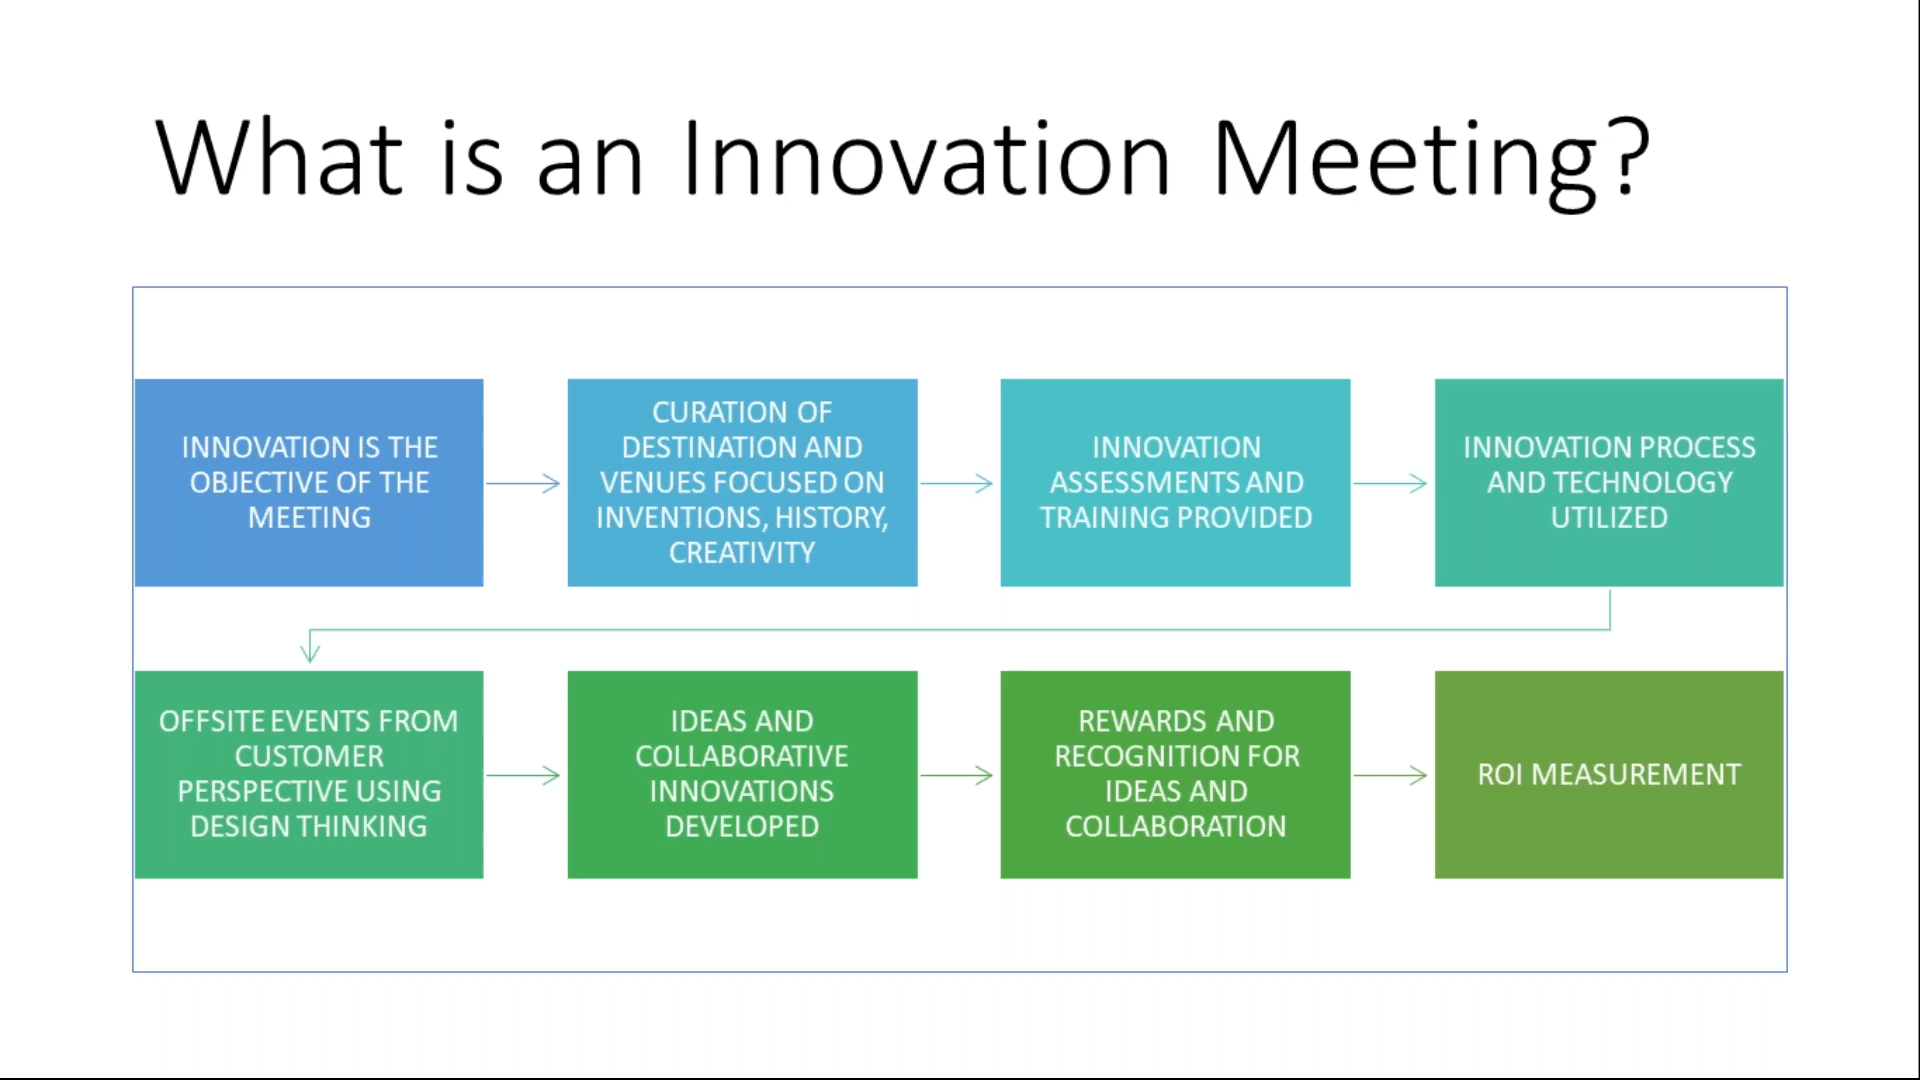 What is an Innovation Meeting?
INNOVATION IS THE
OBJECTIVE OF THE
MEETING
CURATION OF
DESTINATION AND
VENUES FOCUSED ON
INVENTIONS, HISTORY,
CREATIVITY
INNOVATION
ASSESSMENTS AND
TRAINING PROVIDED
INNOVATION PROCESS
AND TECHNOLOGY
UTILIZED
OFFSITE EVENTS FROM
CUSTOMER
PERSPECTIVE USING
DESIGN THINKING
IDEAS AND
COLLABORATIVE
INNOVATIONS
DEVELOPED
REWARDS AND
RECOGNITION FOR
IDEAS AND
COLLABORATION
ROI MEASUREMENT